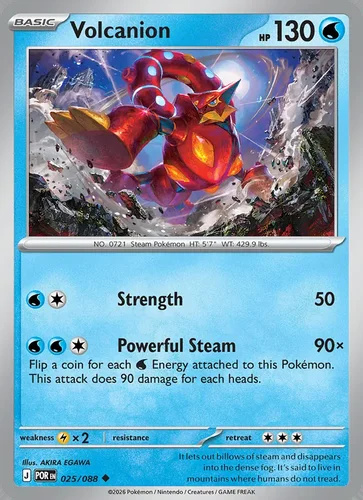 BASIC
Volcanion
HP 130
NO. 0721 Steam Pokémon HT: 5'7" WT: 429.9 lbs.
Strength 50
Powerful Steam 90×
Flip a coin for each Energy attached to this Pokémon.
This attack does 90 damage for each heads.
weakness ×2 resistance retreat
Illus. AKIRA EGAWA
J POR EN 025/088
It lets out billows of steam and disappears
into the dense fog. It's said to live in
mountains where humans do not tread.
©2026 Pokémon / Nintendo / Creatures / GAME FREAK